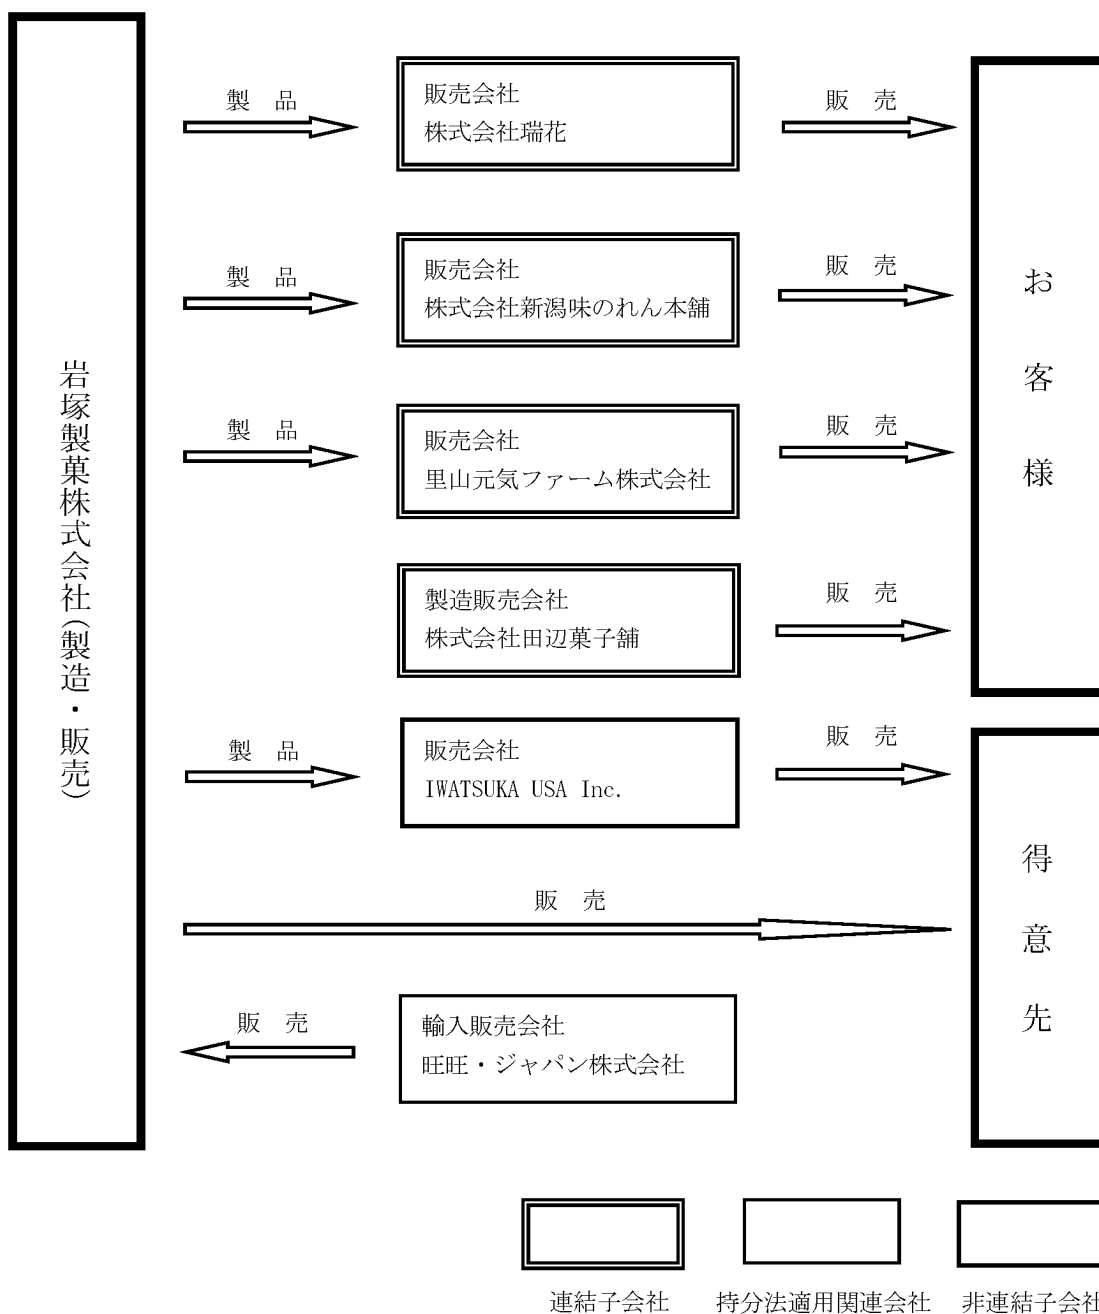 岩塚製菓株式会社(製造・販売)
製 品
販売会社
株式会社瑞花
販 売
製 品
販売会社
株式会社新潟味のれん本舗
販 売
製 品
販売会社
里山元気ファーム株式会社
販 売
製造販売会社
株式会社田辺菓子舗
販 売
お客様
製 品
販売会社
IWATSUKA USA Inc.
販 売
販 売
販 売
輸入販売会社
旺旺・ジャパン株式会社
得意先
連結子会社
持分法適用関連会社
非連結子会社